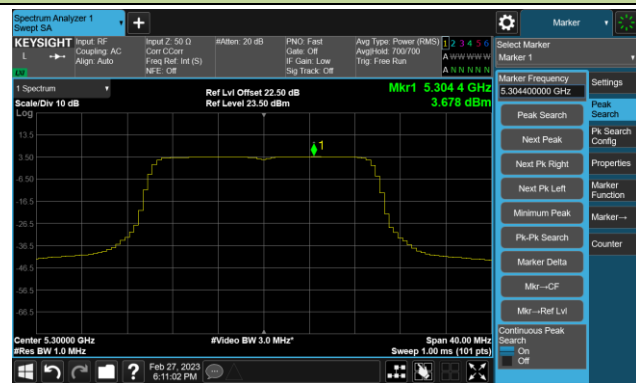 Spectrum Analyzer 1
Swept SA
+
Marker
KEYSIGHT
L
Input: RF
Coupling: AC
Align: Auto
Input Z: 50 Ω
Corr CCorr
Freq Ref: Int (S)
NFE: Off
#Atten: 20 dB
PNO: Fast
Gate: Off
IF Gain: Low
Sig Track: Off
Avg Type: Power (RMS)
Avg|Hold: 700/700
Trig: Free Run
1 2 3 4 5 6
A W W W W W
A N N N N N
Select Marker
Marker 1
1 Spectrum
Scale/Div 10 dB
Log
Ref Lvl Offset 22.50 dB
Ref Level 23.50 dBm
Mkr1 5.304 4 GHz
3.678 dBm
13.5
3.50
-6.50
-16.5
-26.5
-36.5
-46.5
-56.5
-66.5
1
Center 5.30000 GHz
#Res BW 1.0 MHz
#Video BW 3.0 MHz*
Span 40.00 MHz
Sweep 1.00 ms (101 pts)
Marker Frequency
5.304400000 GHz
Peak Search
Next Peak
Next Pk Right
Next Pk Left
Minimum Peak
Pk-Pk Search
Marker Delta
Mkr→CF
Mkr→Ref Lvl
Continuous Peak
Search
On
Off
Settings
Peak
Search
Pk Search
Config
Properties
Marker
Function
Marker→
Counter
?
Feb 27, 2023
6:11:02 PM